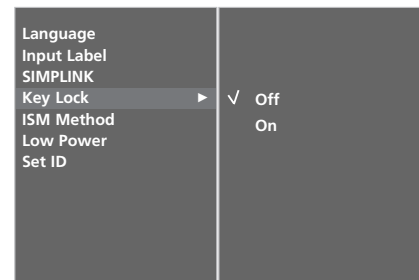 Language
Input Label
SIMPLINK
Key Lock ►
ISM Method
Low Power
Set ID
√ Off
On